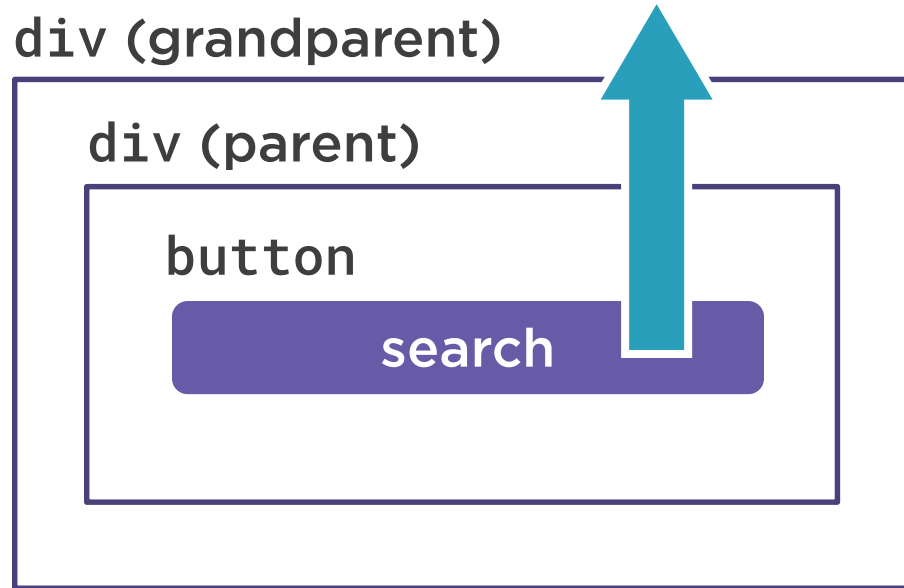 div (grandparent)
div (parent)
button
search